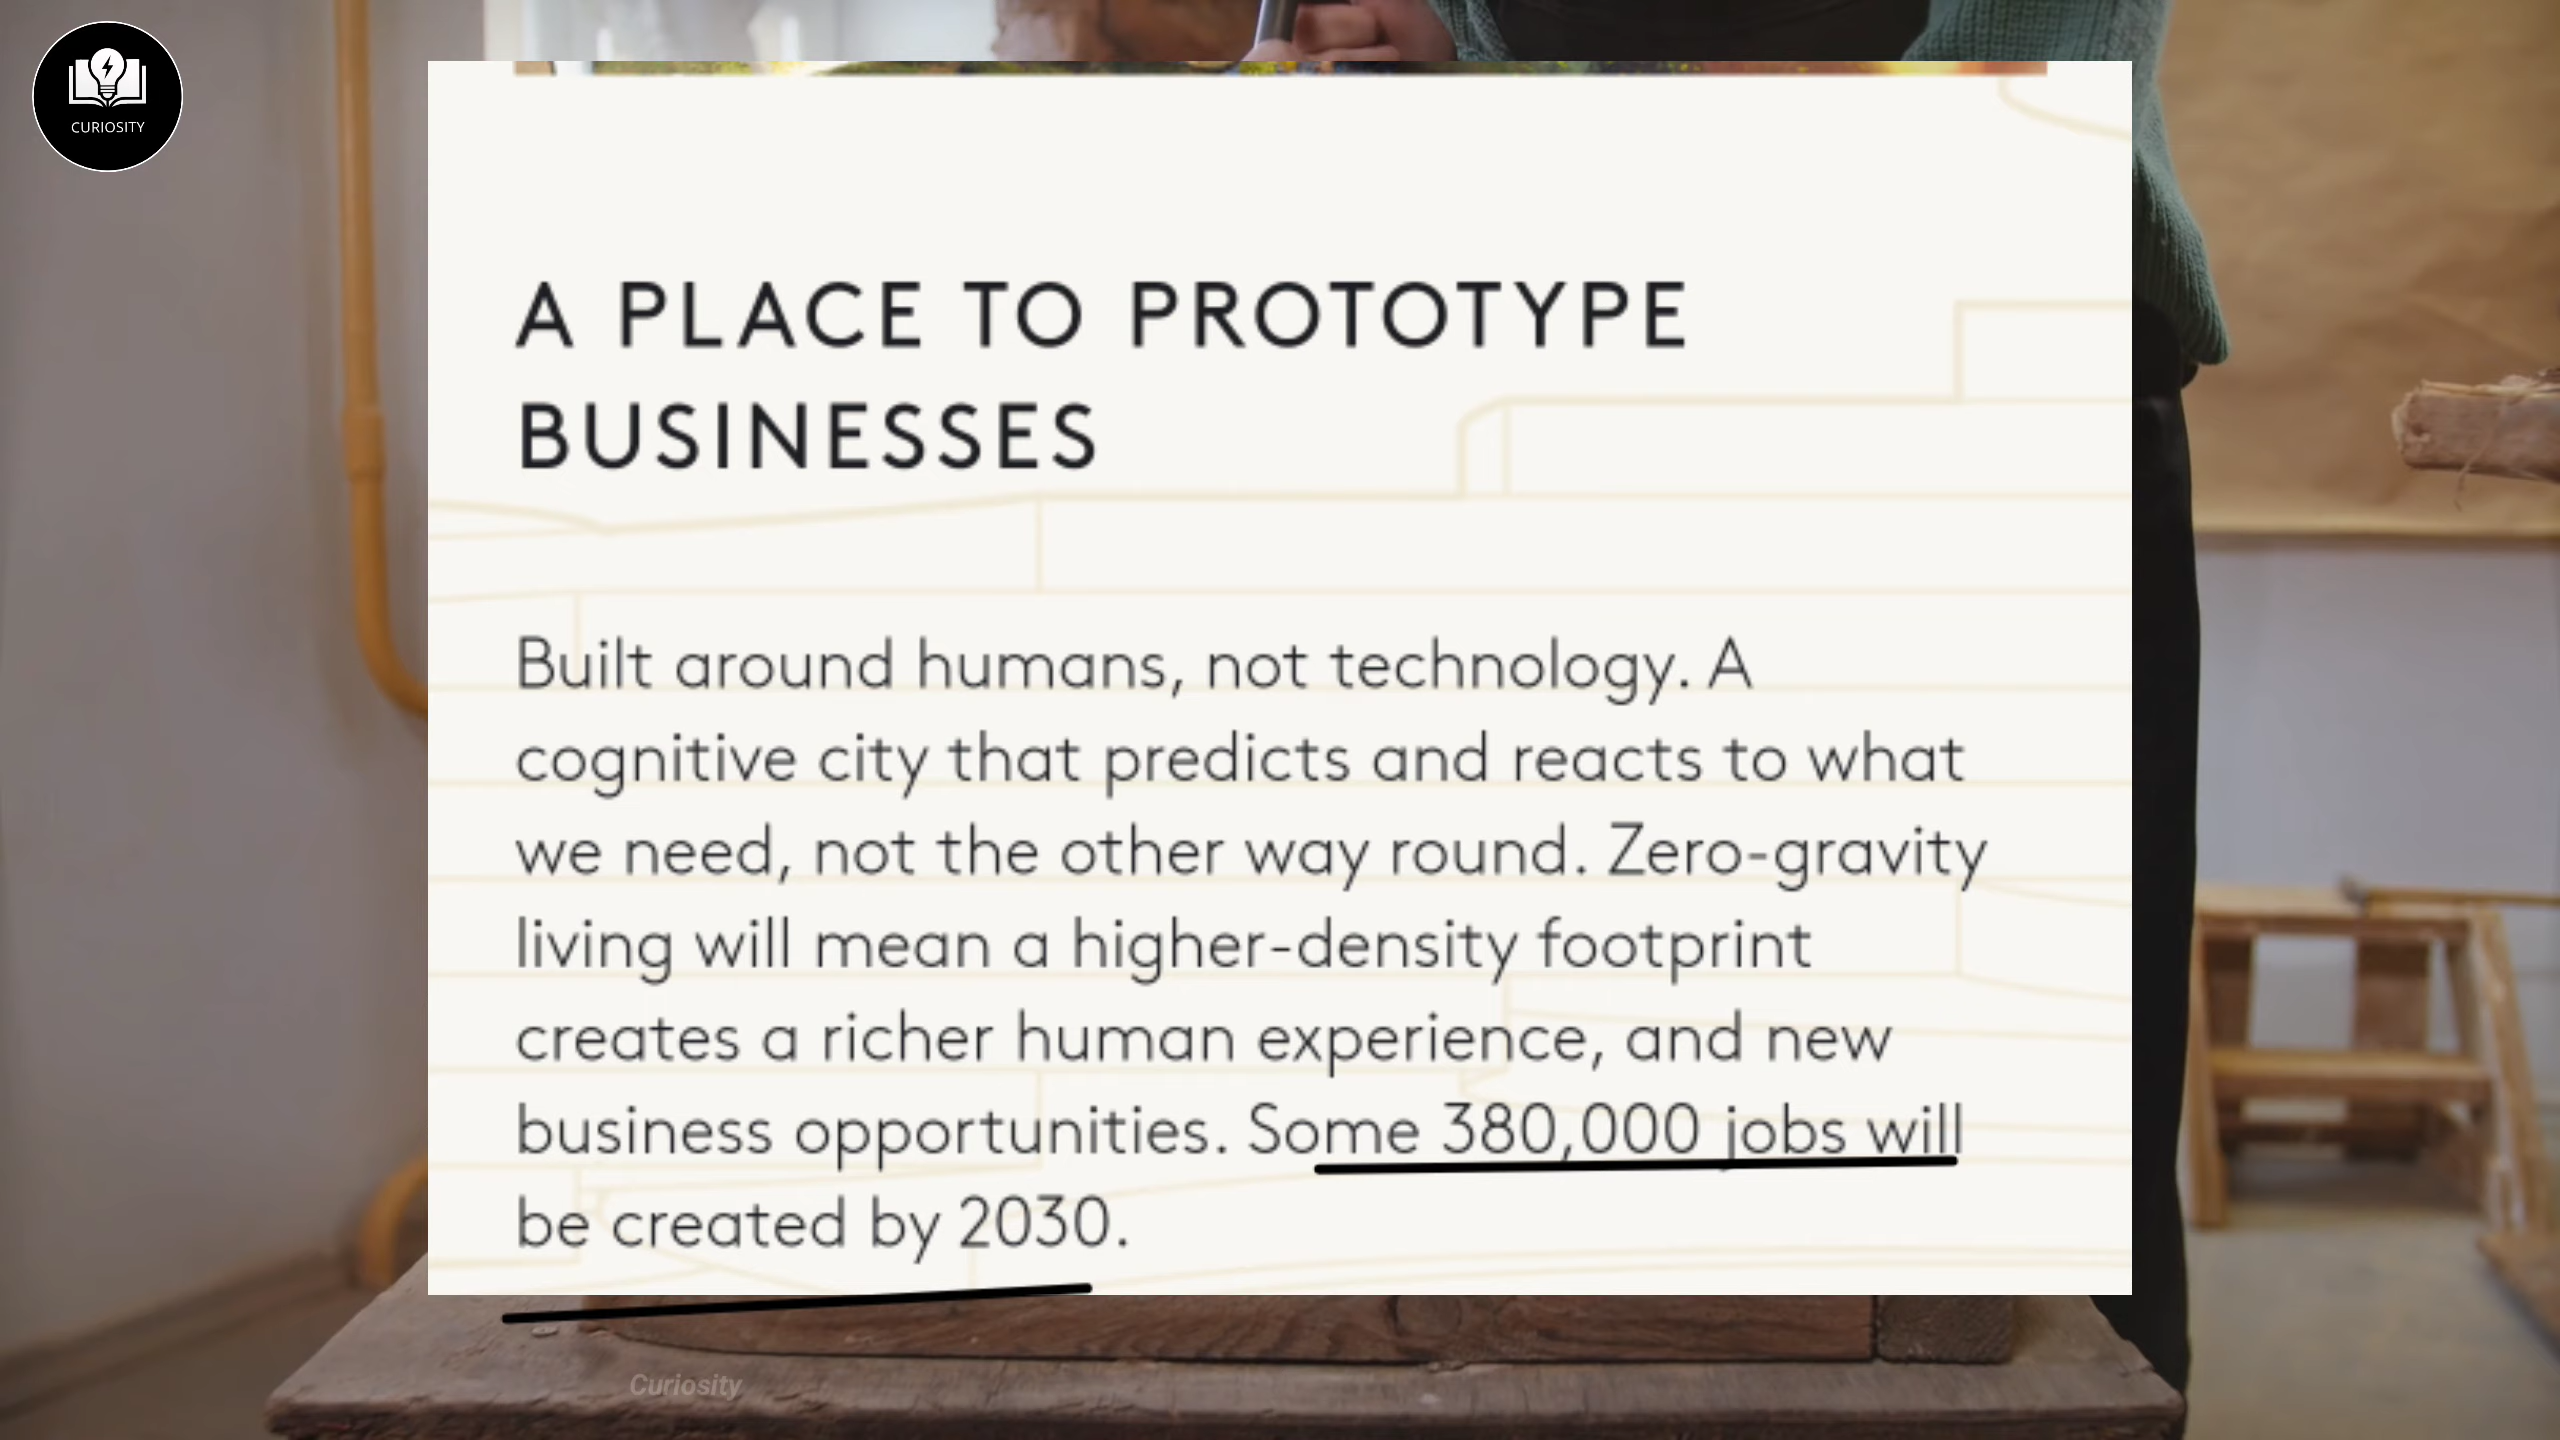 CURIOSITY
A PLACE TO PROTOTYPE
BUSINESSES
Built around humans, not technology. A
cognitive city that predicts and reacts to what
we need, not the other way round. Zero-gravity
living will mean a higher-density footprint
creates a richer human experience, and new
business opportunities. Some 380,000 jobs will
be created by 2030.
Curiosity